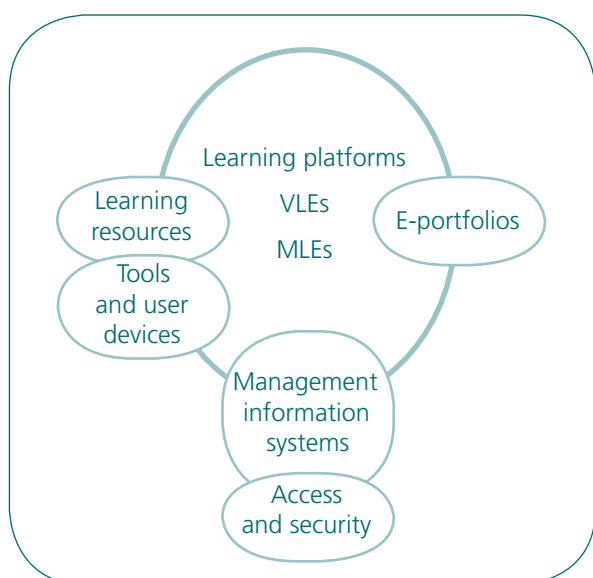 Learning platforms
VLEs
MLEs
Learning
resources
E-portfolios
Tools
and user
devices
Management
information
systems
Access
and security